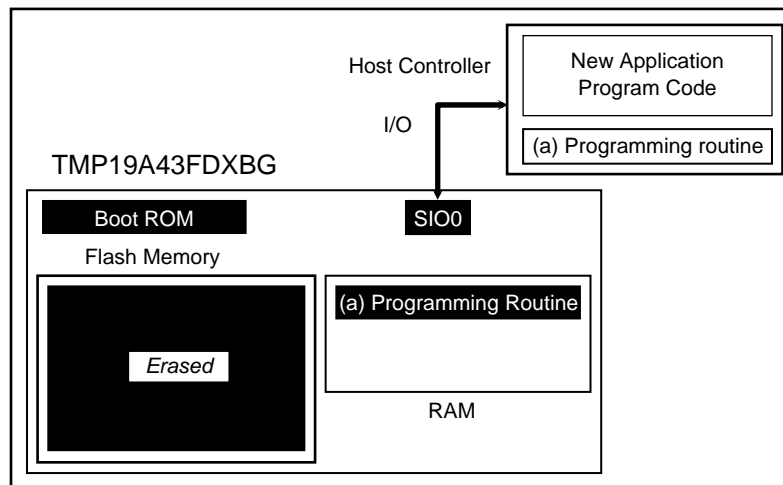 Host Controller
New Application
Program Code
I/O
(a) Programming routine
TMP19A43FDXBG
Boot ROM
SIO0
Flash Memory
(a) Programming Routine
Erased
RAM